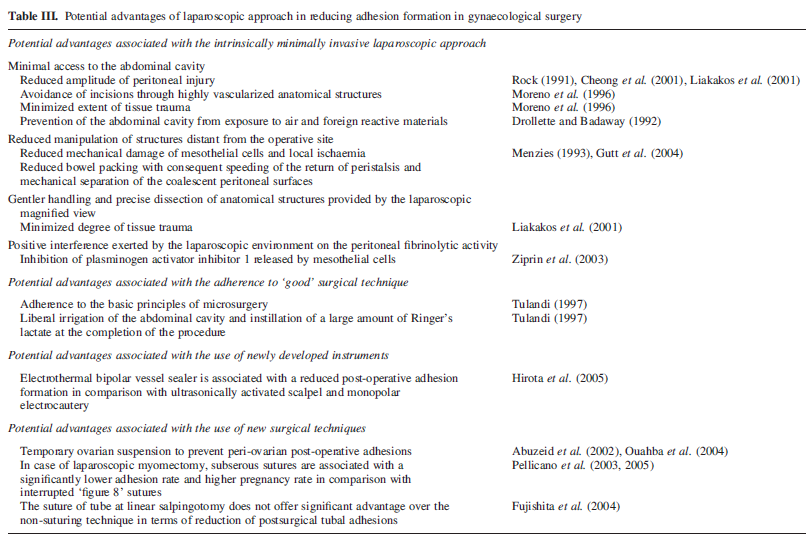 Table III. Potential advantages of laparoscopic approach in reducing adhesion formation in gynaecological surgery
Potential advantages associated with the intrinsically minimally invasive laparoscopic approach
Minimal access to the abdominal cavity
Reduced amplitude of peritoneal injury Rock (1991), Cheong et al. (2001), Liakakos et al. (2001)
Avoidance of incisions through highly vascularized anatomical structures Moreno et al. (1996)
Minimized extent of tissue trauma Moreno et al. (1996)
Prevention of the abdominal cavity from exposure to air and foreign reactive materials Drollette and Badaway (1992)
Reduced manipulation of structures distant from the operative site
Reduced mechanical damage of mesothelial cells and local ischaemia Menzies (1993), Gutt et al. (2004)
Reduced bowel packing with consequent speeding of the return of peristalsis and
mechanical separation of the coalescent peritoneal surfaces
Gentler handling and precise dissection of anatomical structures provided by the laparoscopic
magnified view
Minimized degree of tissue trauma Liakakos et al. (2001)
Positive interference exerted by the laparoscopic environment on the peritoneal fibrinolytic activity
Inhibition of plasminogen activator inhibitor 1 released by mesothelial cells Ziprin et al. (2003)
Potential advantages associated with the adherence to ‘good’ surgical technique
Adherence to the basic principles of microsurgery Tulandi (1997)
Liberal irrigation of the abdominal cavity and instillation of a large amount of Ringer’s Tulandi (1997)
lactate at the completion of the procedure
Potential advantages associated with the use of newly developed instruments
Electrothermal bipolar vessel sealer is associated with a reduced post-operative adhesion Hirota et al. (2005)
formation in comparison with ultrasonically activated scalpel and monopolar
electrocautery
Potential advantages associated with the use of new surgical techniques
Temporary ovarian suspension to prevent peri-ovarian post-operative adhesions Abuzeid et al. (2002), Ouahba et al. (2004)
In case of laparoscopic myomectomy, subserous sutures are associated with a Pellicano et al. (2003, 2005)
significantly lower adhesion rate and higher pregnancy rate in comparison with
interrupted ‘figure 8’ sutures
The suture of tube at linear salpingotomy does not offer significant advantage over the Fujishita et al. (2004)
non-suturing technique in terms of reduction of postsurgical tubal adhesions